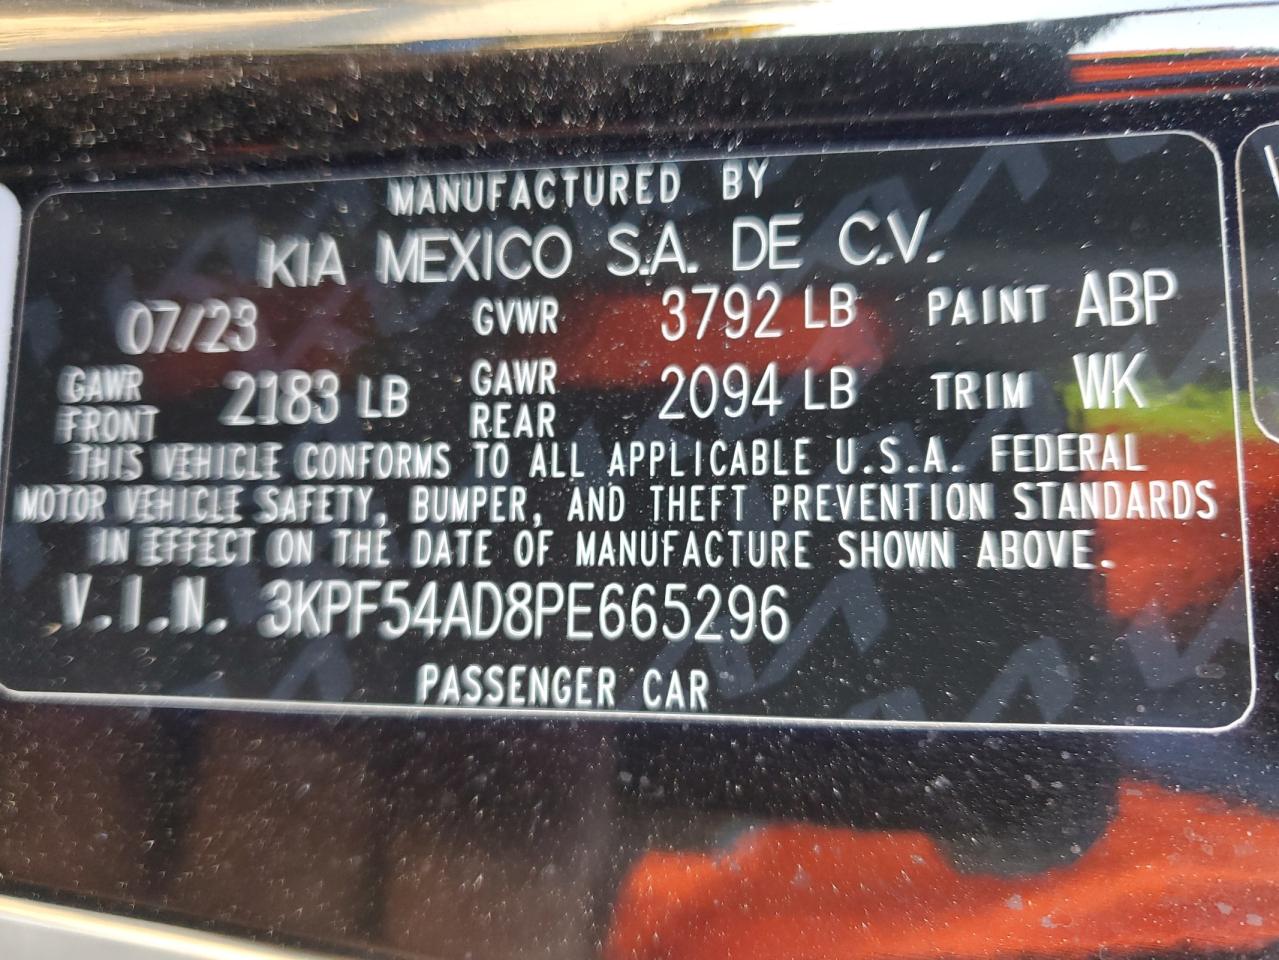 MANUFACTURED BY
KIA MEXICO S.A. DE C.V.
07/23 GVWR 3792 LB PAINT ABP
GAWR FRONT 2183 LB GAWR REAR 2094 LB TRIM WK
THIS VEHICLE CONFORMS TO ALL APPLICABLE U.S.A. FEDERAL
MOTOR VEHICLE SAFETY, BUMPER, AND THEFT PREVENTION STANDARDS
IN EFFECT ON THE DATE OF MANUFACTURE SHOWN ABOVE.
V.I.N. 3KPF54AD8PE665296
PASSENGER CAR